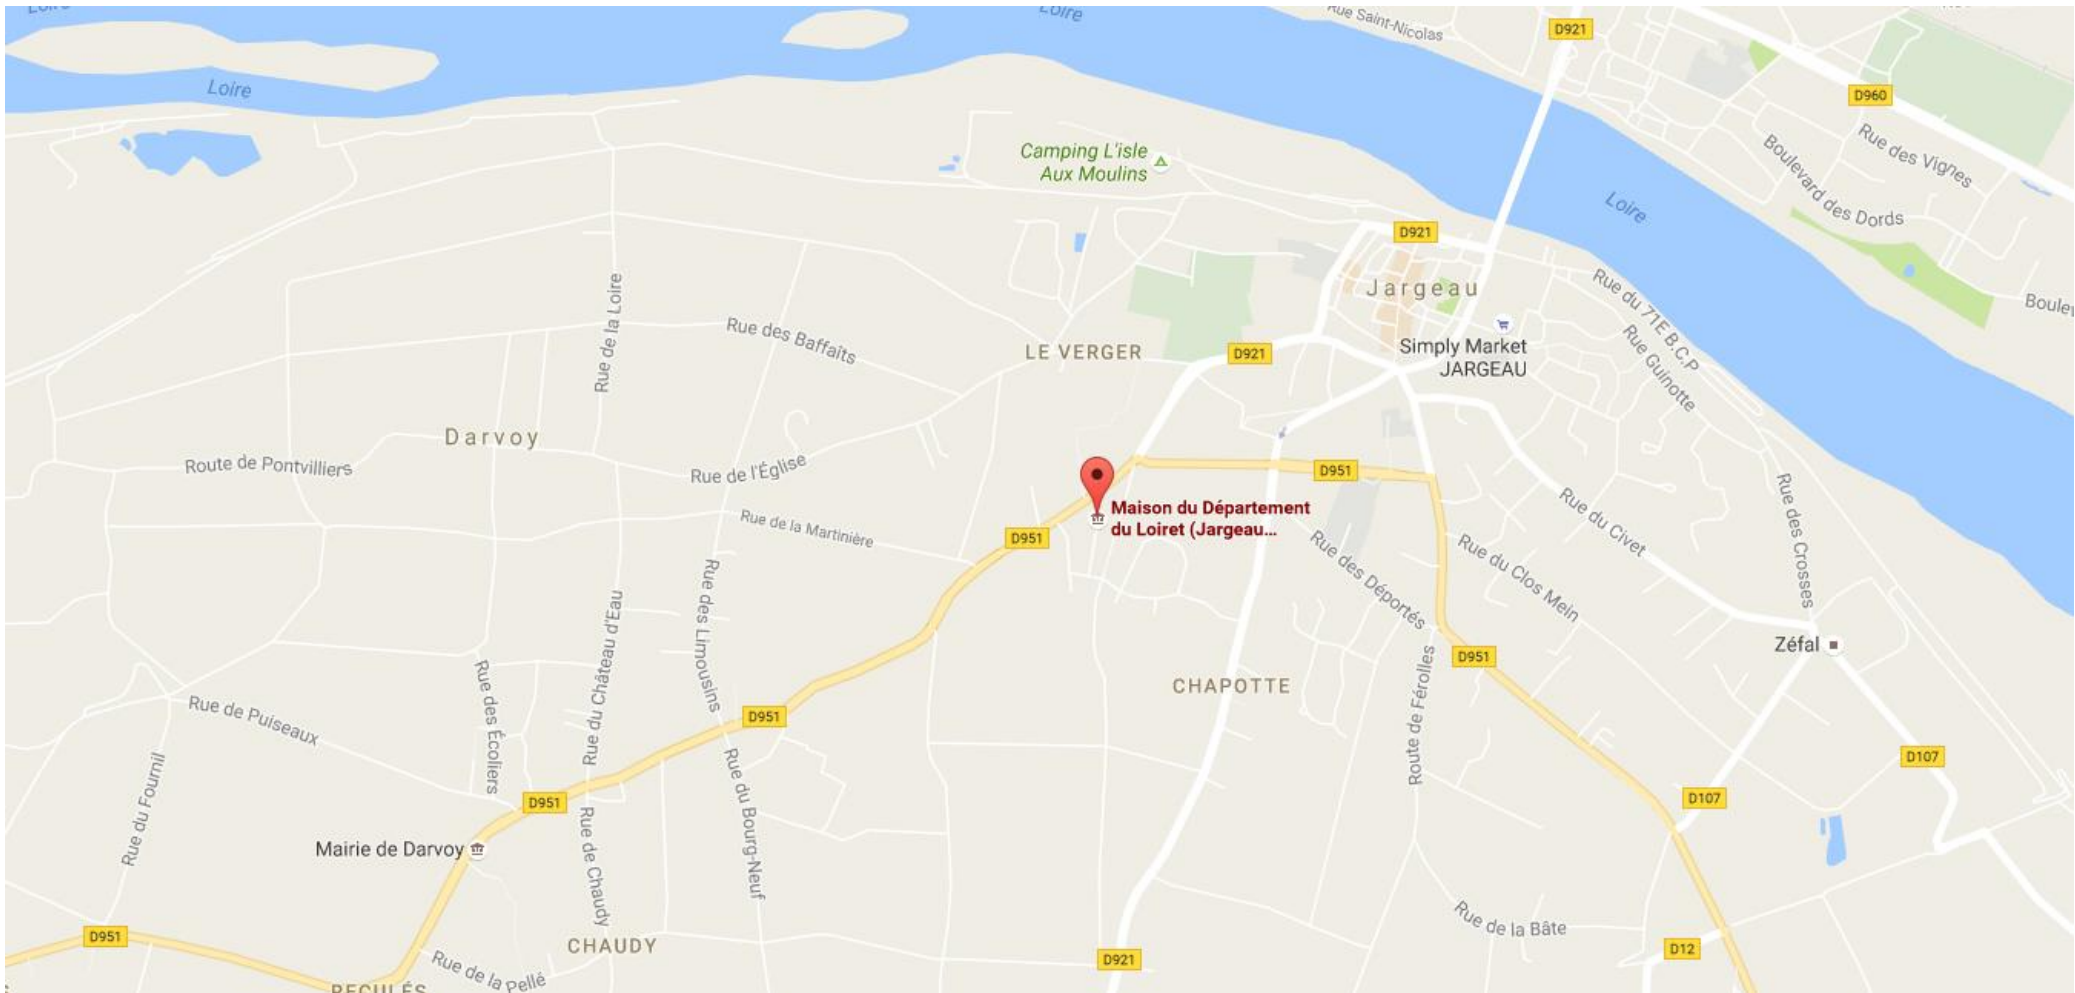 Loire
Loire
Rue Saint-Nicolas
D921
Loire
D960
Rue des Vignes
Boulevard des Dords
Camping L'isle
Aux Moulins
Loire
D921
Jargeau
Rue du 71E B.C.P
Boulev
Rue de la Loire
Rue des Baffaits
LE VERGER
D921
Simply Market
JARGEAU
Rue Guinotte
Darvoy
Route de Pontvilliers
Rue de l'Église
D951
Rue des Crosses
Maison du Département
du Loiret (Jargeau...
Rue du Civet
Rue de la Martinière
D951
Rue des Déportés
Rue du Clos Mein
Rue des Limousins
Rue du Château d'Eau
Zéfal
D951
Rue des Écoliers
CHAPOTTE
Route de Férolles
Rue de Puiseaux
D951
D107
Rue du Fournil
Rue du Bourg-Neuf
D107
D951
Rue de Chaudy
Mairie de Darvoy
Rue de la Bâte
D951
CHAUDY
D12
D921
Rue de la Pellé
RECULÉS